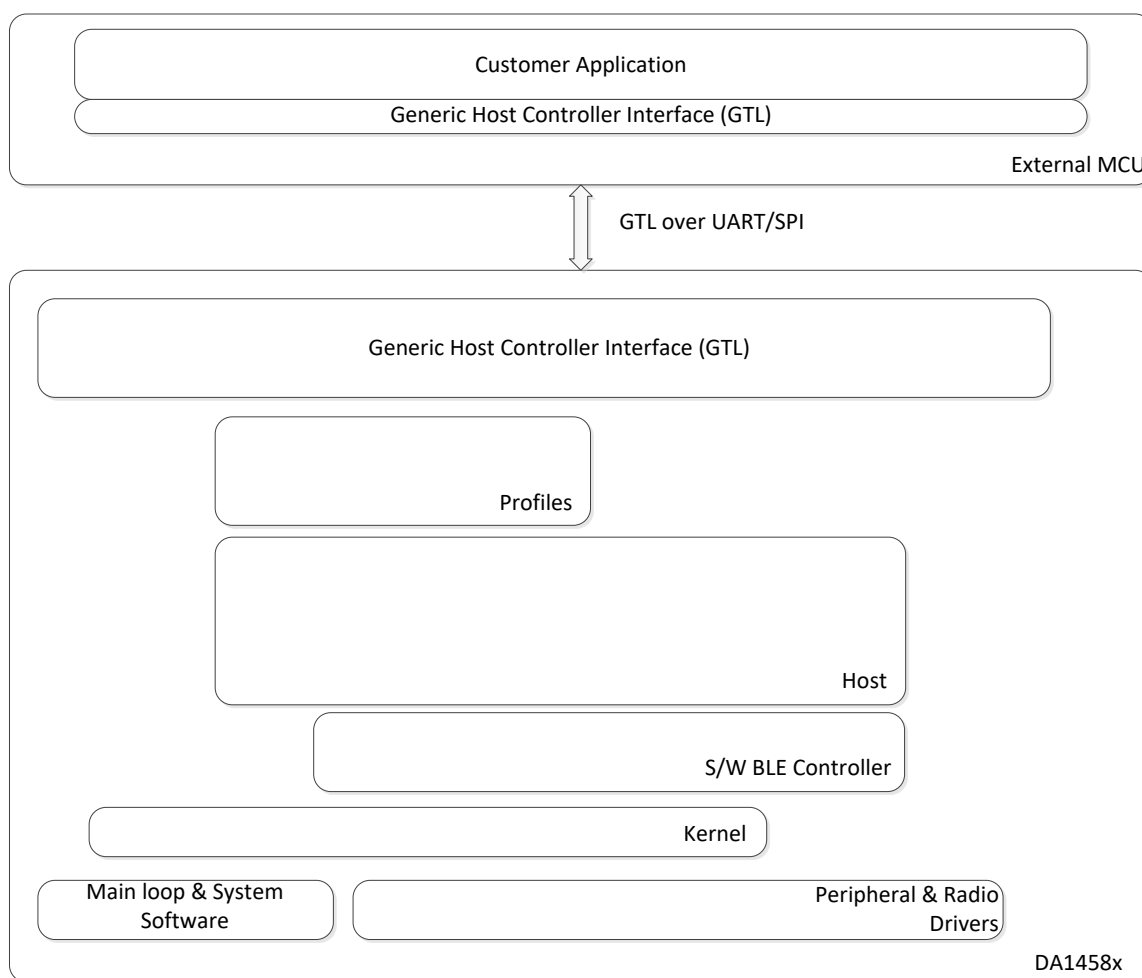 Customer Application
Generic Host Controller Interface (GTL)
External MCU
GTL over UART/SPI
Generic Host Controller Interface (GTL)
Profiles
Host
S/W BLE Controller
Kernel
Main loop & System
Software
Peripheral & Radio
Drivers
DA1458x